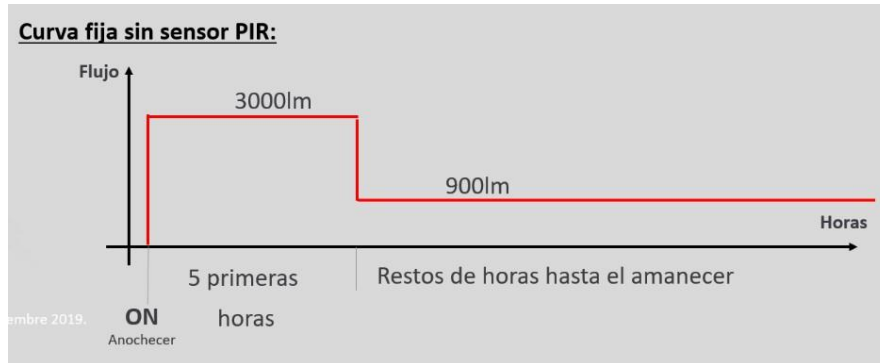 Curva fija sin sensor PIR:
Flujo
3000lm
900lm
Horas
5 primeras
horas
Restos de horas hasta el amanecer
embre 2019.
ON
Anochecer